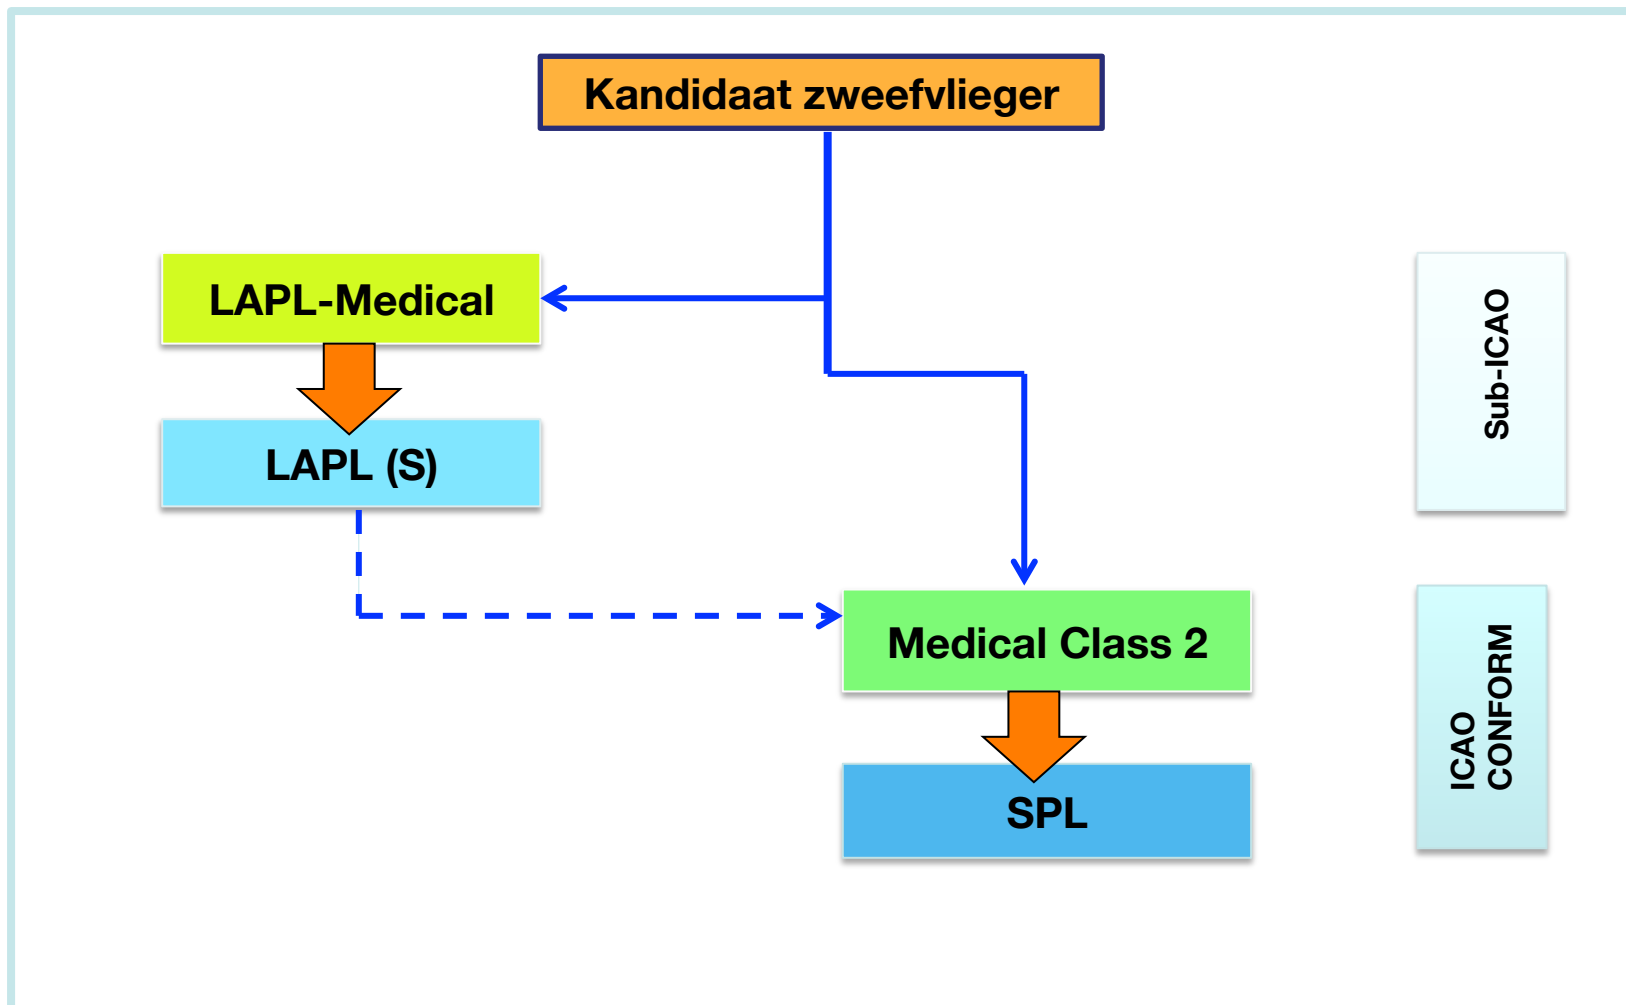 Kandidaat zweefvlieger
LAPL-Medical
Sub-ICAO
LAPL (S)
Medical Class 2
ICAO
CONFORM
SPL